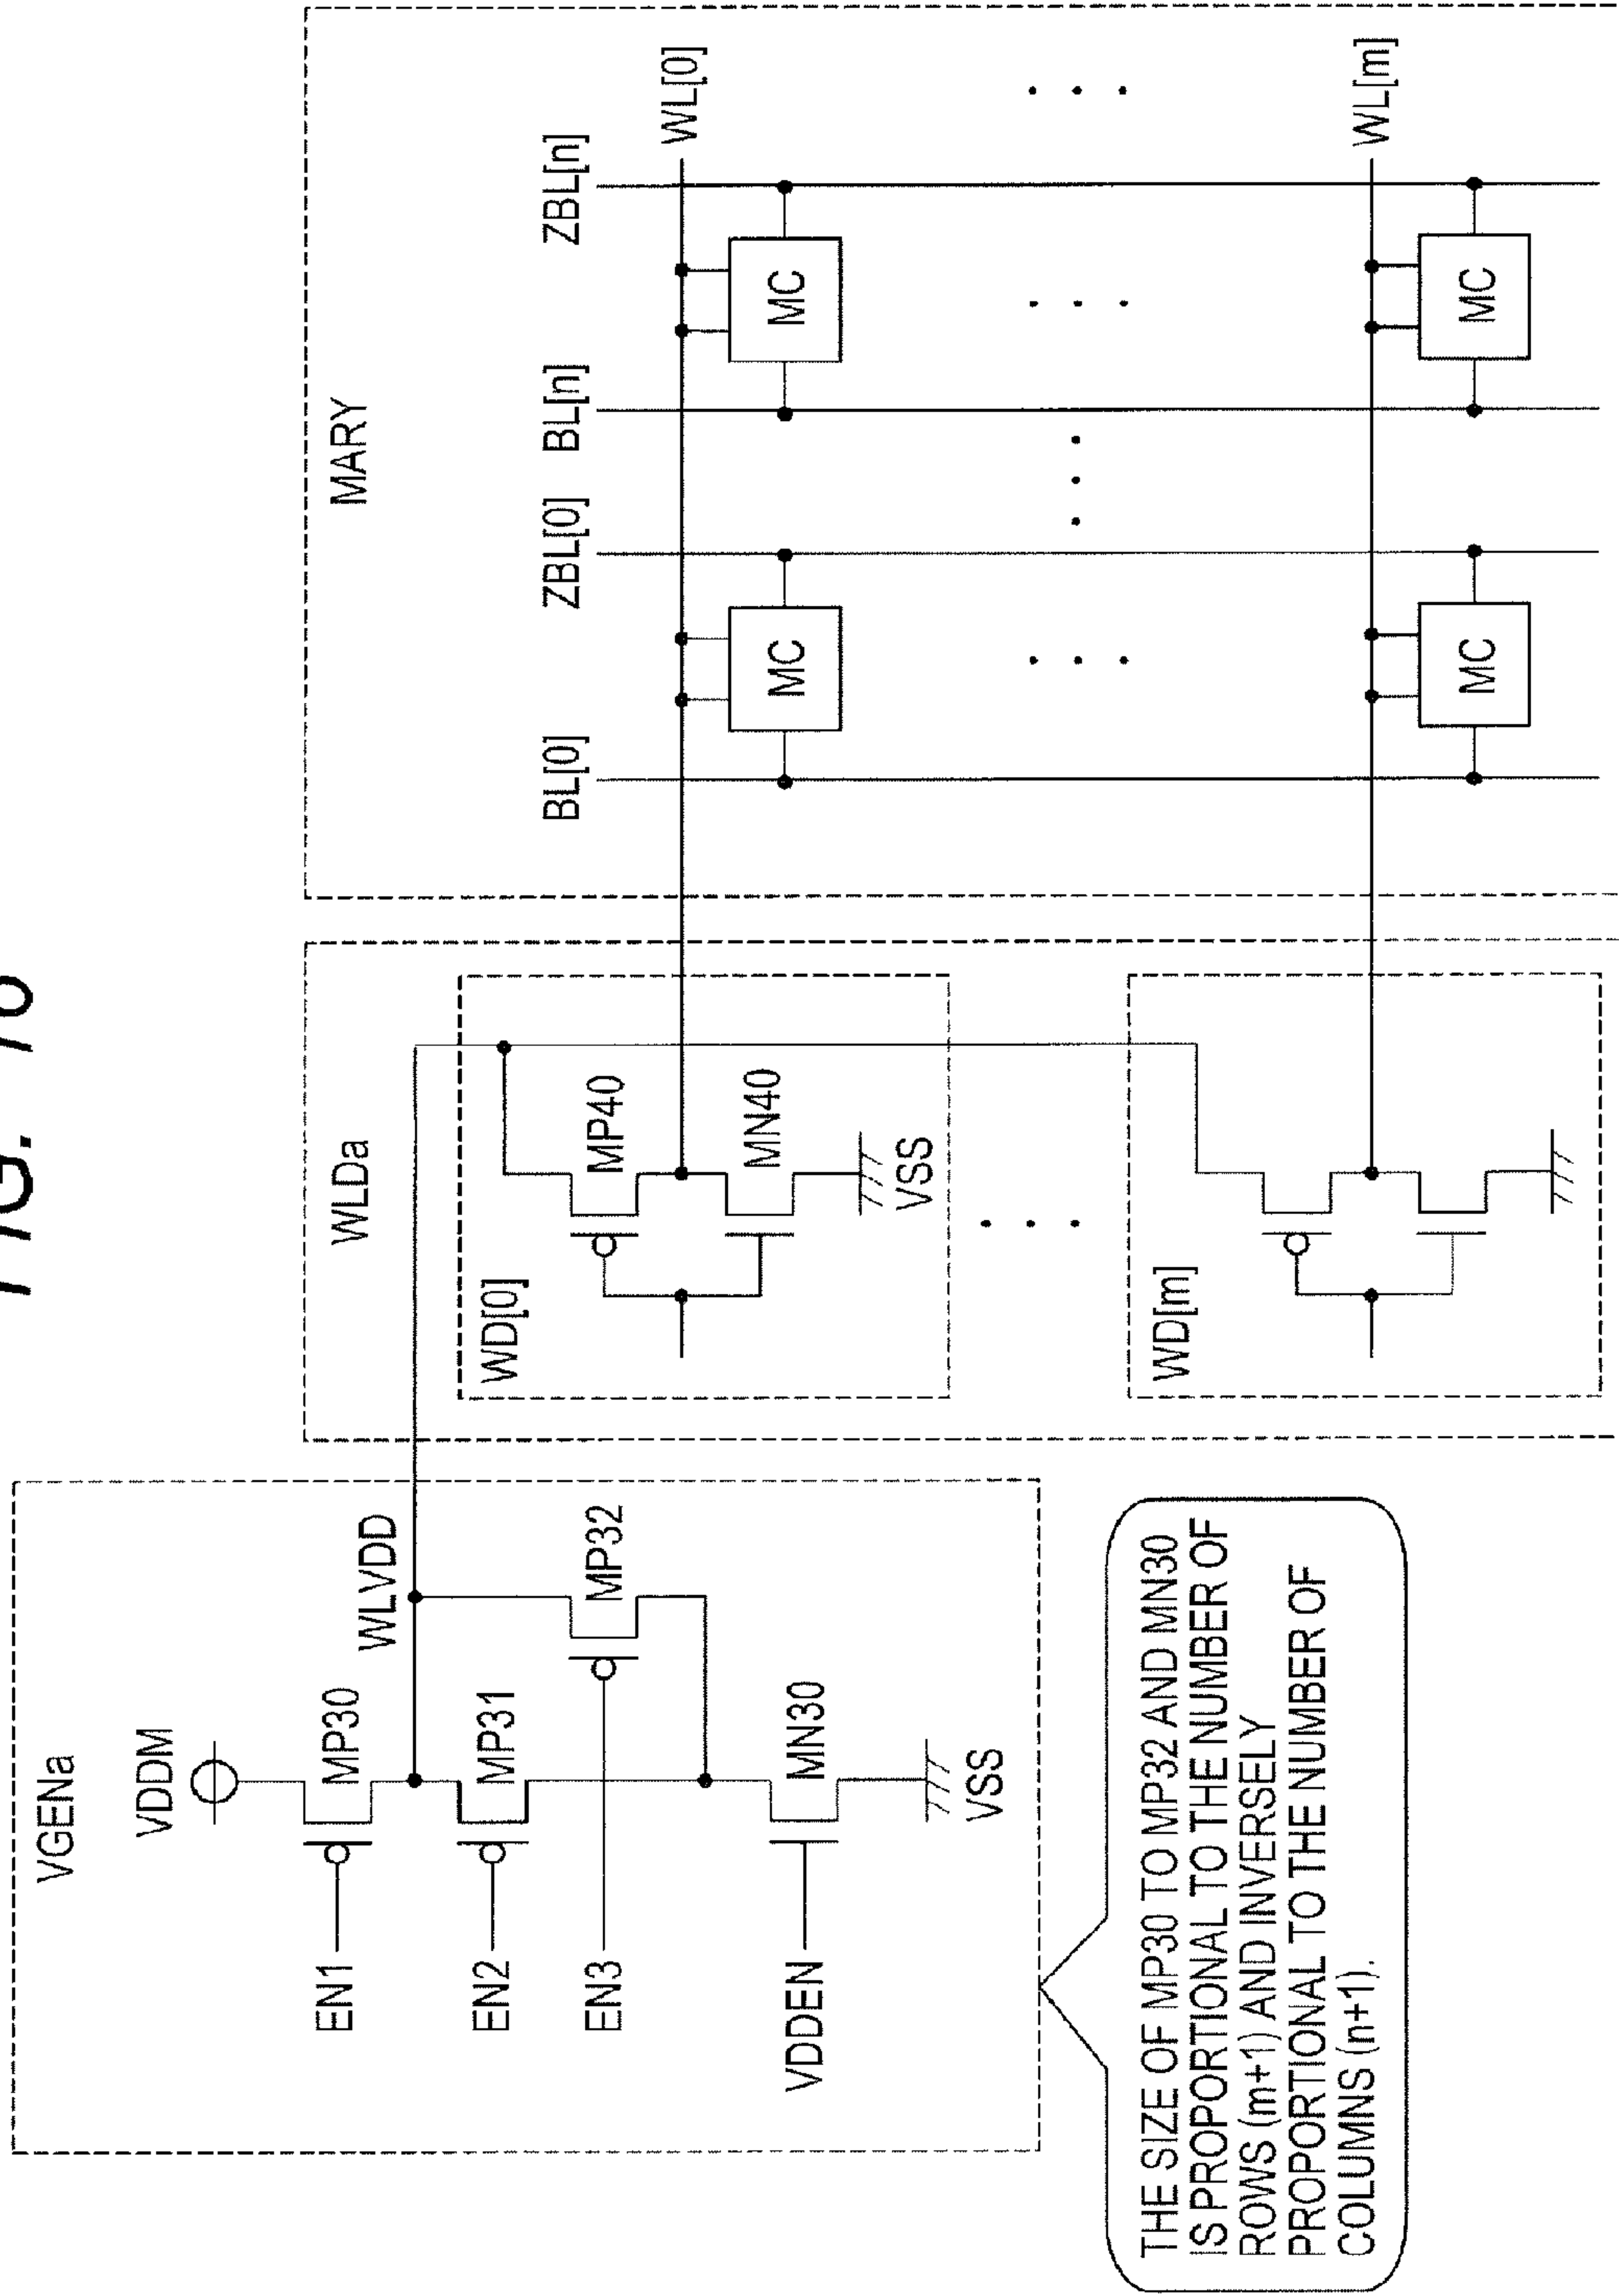 FIG.
VGENa
VDDM
EN1
MP30
WLVDD
EN2
MP31
EN3
MP32
VDDEN
MN30
VSS
THE SIZE OF MP30 TO MP32 AND MN30
IS PROPORTIONAL TO THE NUMBER OF
ROWS (m+1) AND INVERSELY
PROPORTIONAL TO THE NUMBER OF
COLUMNS (n+1).
WLDa
WD[0]
MP40
MN40
VSS
WD[m]
MARY
BL[0]
ZBL[0]
BL[n]
ZBL[n]
WL[0]
MC
MC
WL[m]
MC
MC